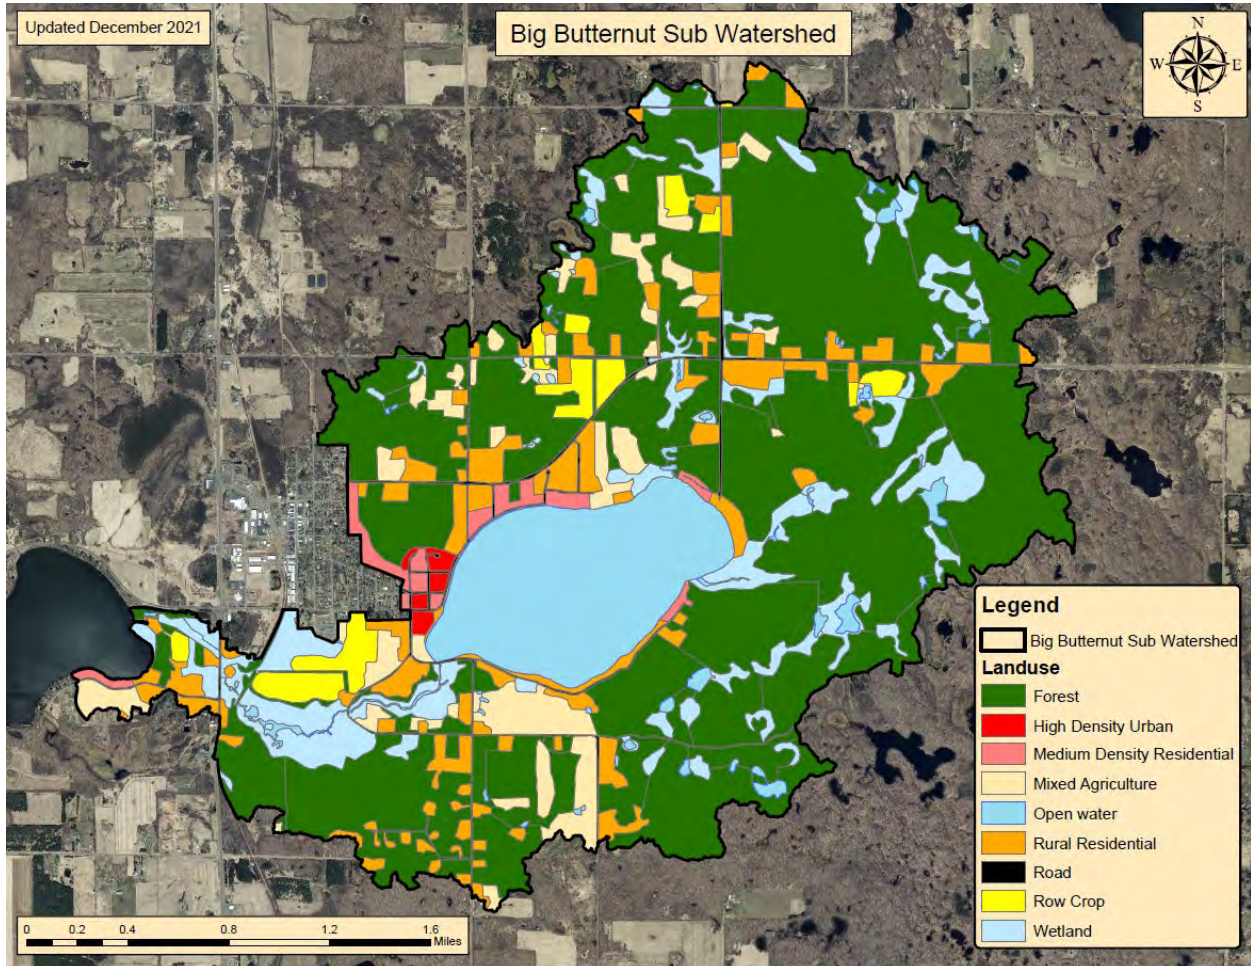 Updated December 2021
Big Butternut Sub Watershed
N
W E
S
Legend
Big Butternut Sub Watershed
Landuse
Forest
High Density Urban
Medium Density Residential
Mixed Agriculture
Open water
Rural Residential
Road
Row Crop
Wetland
0 0.2 0.4 0.8 1.2 1.6
Miles